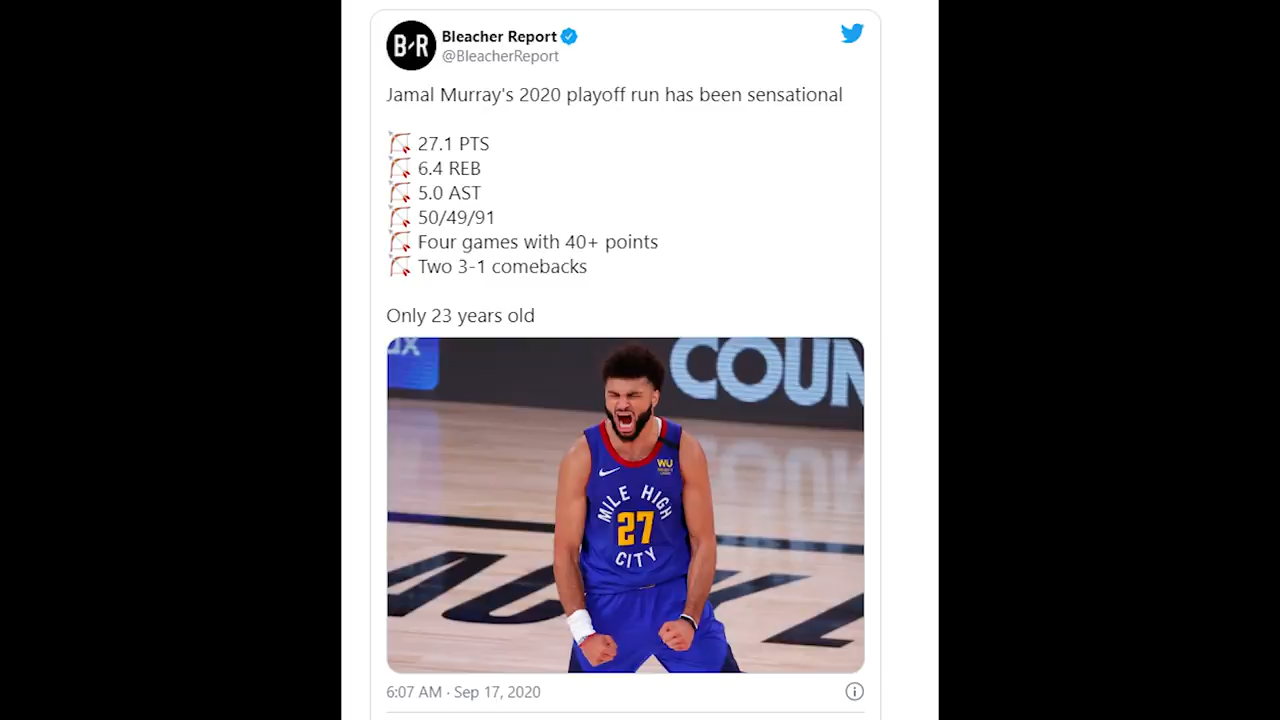 B/R
Bleacher Report
@BleacherReport
Jamal Murray's 2020 playoff run has been sensational
27.1 PTS
6.4 REB
5.0 AST
50/49/91
Four games with 40+ points
Two 3-1 comebacks
Only 23 years old
COUN
WU
MILE HIGH
27
CITY
6:07 AM · Sep 17, 2020